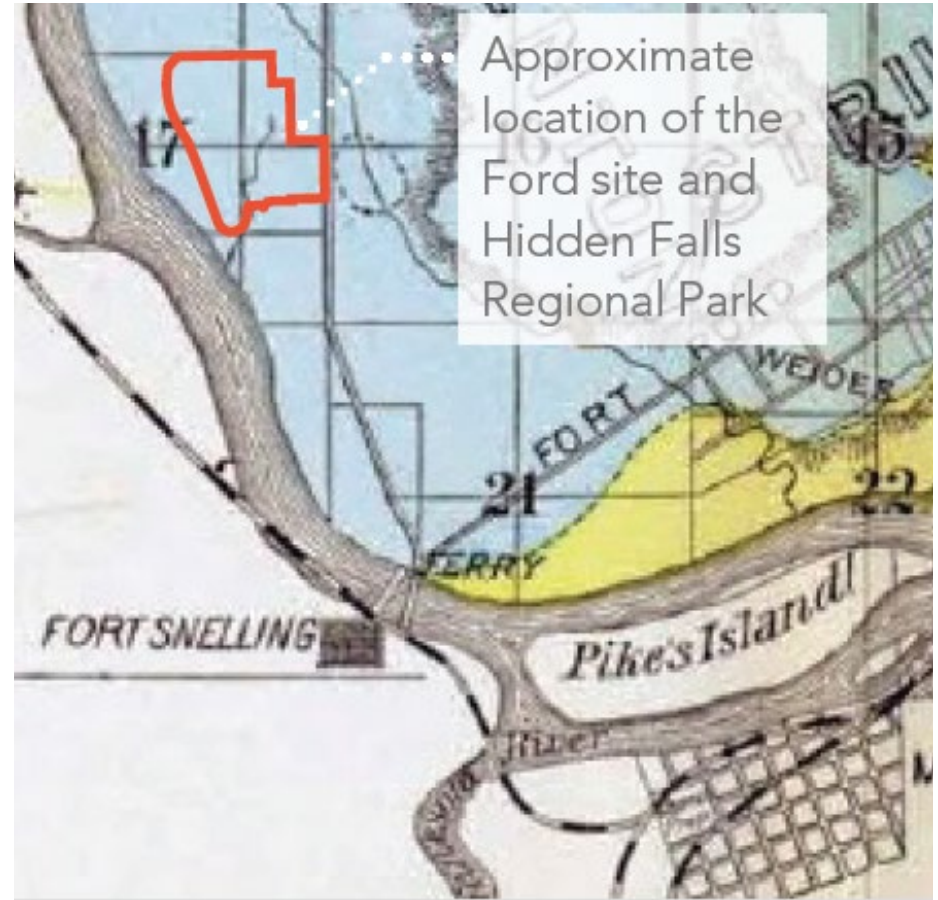 Approximate
location of the
Ford site and
Hidden Falls
Regional Park
17
15
FORT
21
22
FERRY
FORT SNELLING
Pike's Island
River